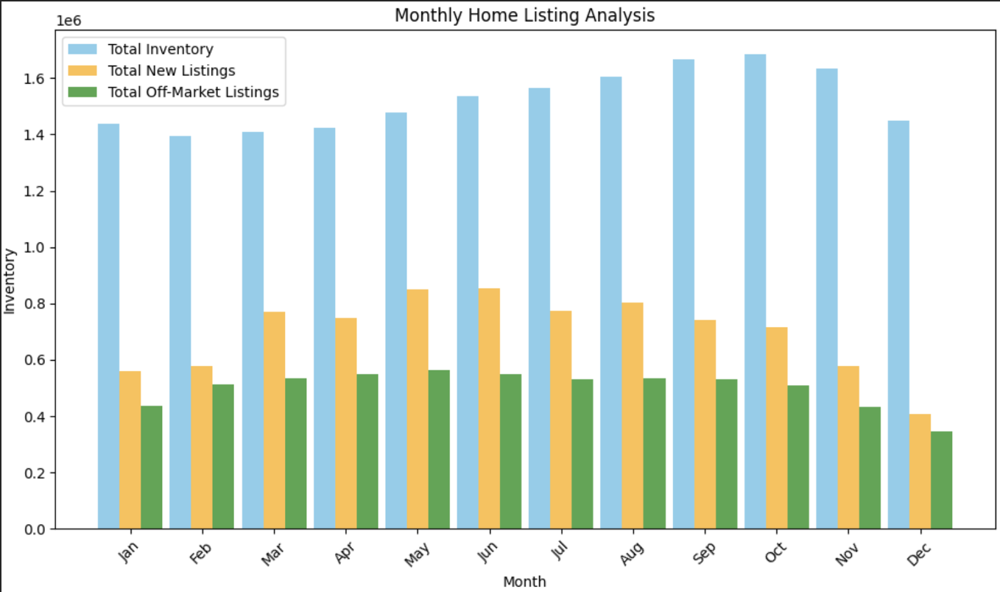 Monthly Home Listing Analysis
1e6
Total Inventory
Total New Listings
Total Off-Market Listings
1.6
1.4
1.2
1.0
0.8
0.6
0.4
0.2
0.0
Inventory
Jan Feb Mar Apr May Jun Jul Aug Sep Oct Nov Dec
Month